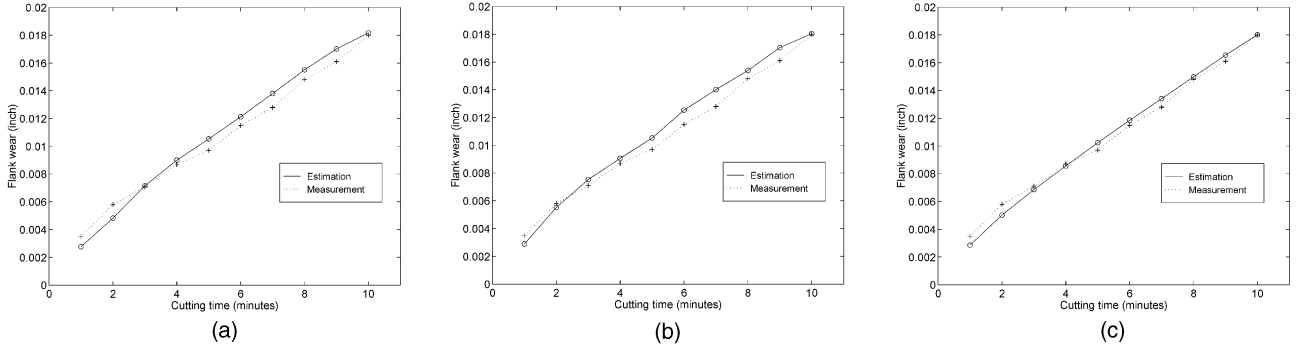 0.02
0.018
0.016
0.014
0.012
0.01
0.008
0.006
0.004
0.002
0
Flank wear (inch)
0 2 4 6 8 10
Cutting time (minutes)
Estimation
Measurement
(a)
0.02
0.018
0.016
0.014
0.012
0.01
0.008
0.006
0.004
0.002
0
Flank wear (inch)
0 2 4 6 8 10
Cutting time (minutes)
Estimation
Measurement
(b)
0.02
0.018
0.016
0.014
0.012
0.01
0.008
0.006
0.004
0.002
0
Flank wear (inch)
0 2 4 6 8 10
Cutting time (minutes)
Estimation
Measurement
(c)